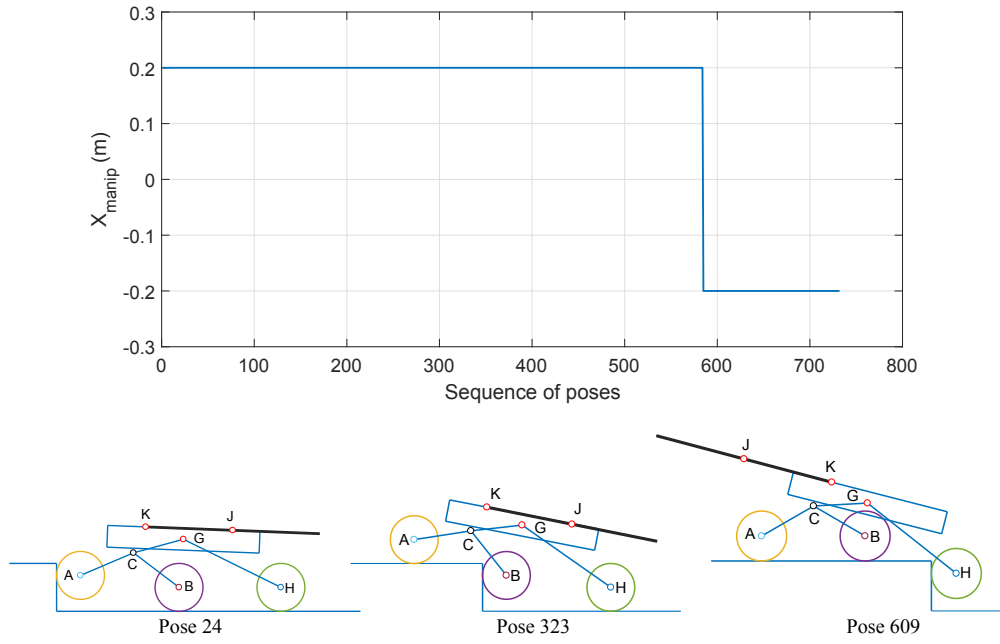 0.3
0.2
0.1
0
-0.1
-0.2
-0.3
X_manip (m)
0 100 200 300 400 500 600 700 800
Sequence of poses
K J G C A B H
Pose 24
K J G C A B H
Pose 323
J K G C A B H
Pose 609